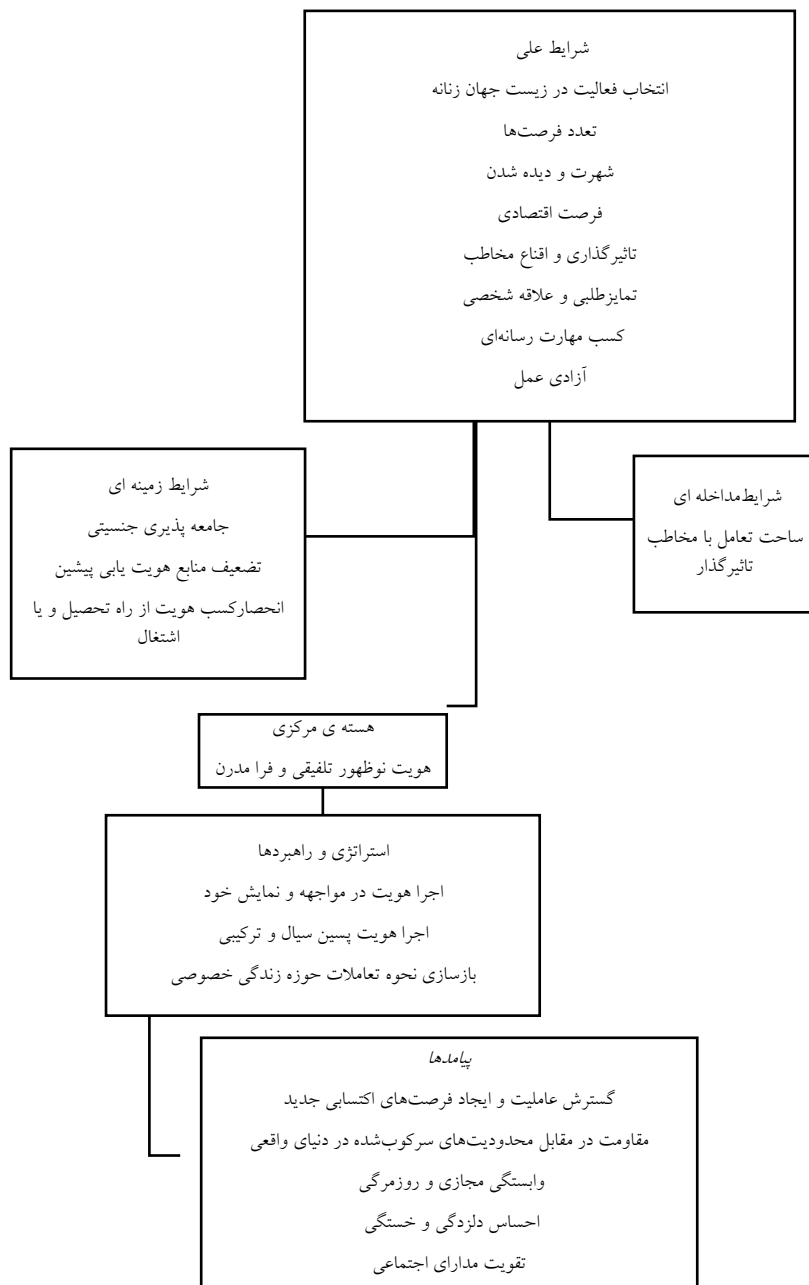 شرایط علی
انتخاب فعالیت در زیست جهان زنانه
تعدد فرصت‌ها
شهرت و دیده شدن
فرصت اقتصادی
تاثیرگذاری و اقناع مخاطب
تمایزطلبی و علاقه شخصی
کسب مهارت رسانه‌ای
آزادی عمل
شرایط زمینه ای
جامعه پذیری جنسیتی
تضعیف منابع هویت یابی پیشین
انحصارکسب هویت از راه تحصیل و یا
اشتغال
شرایط‌مداخله ای
ساحت تعامل با مخاطب
تاثیرگذار
هسته ی مرکزی
هویت نوظهور تلفیقی و فرا مدرن
استراتژی و راهبردها
اجرا هویت در مواجهه و نمایش خود
اجرا هویت پسین سیال و ترکیبی
بازسازی نحوه تعاملات حوزه زندگی خصوصی
پیامدها
گسترش عاملیت و ایجاد فرصت‌های اکتسابی جدید
مقاومت در مقابل محدودیت‌های سرکوب‌شده در دنیای واقعی
وابستگی مجازی و روزمرگی
احساس دلزدگی و خستگی
تقویت مدارای اجتماعی